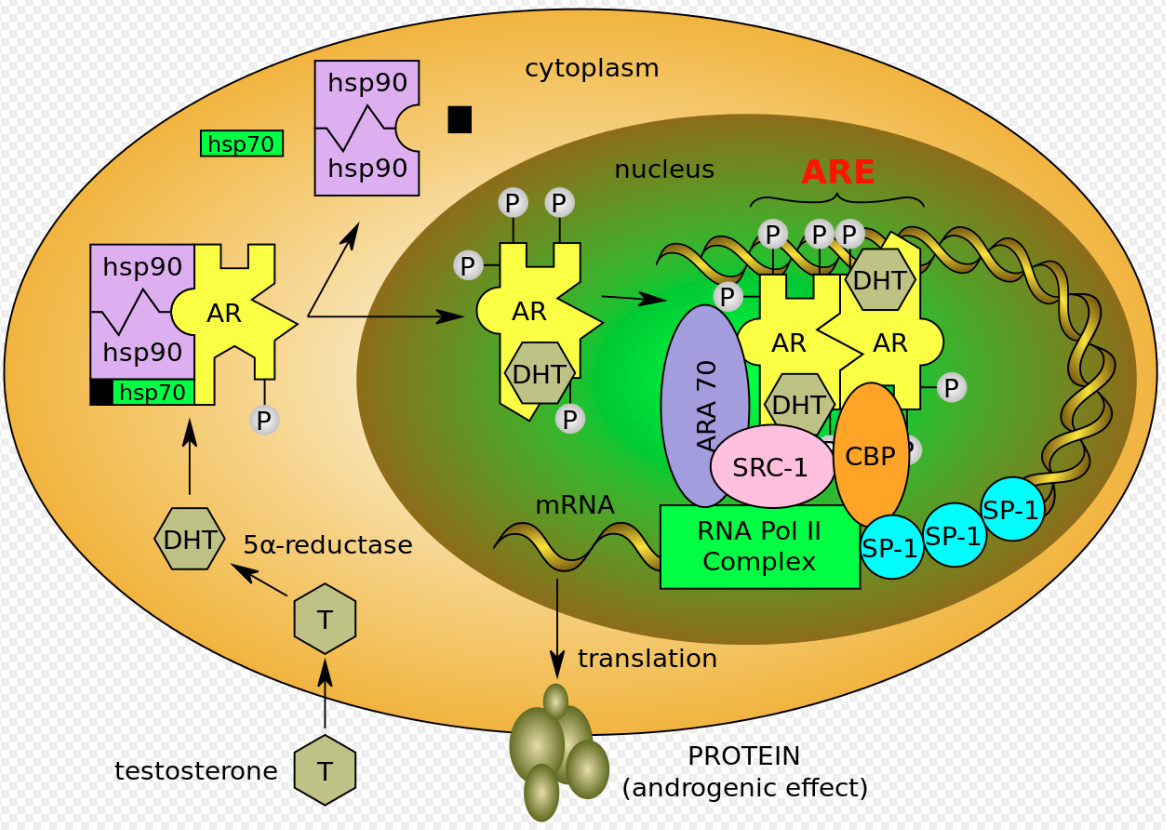 cytoplasm
hsp90
hsp90
hsp70
nucleus
ARE
P
P
P
P
P
P
hsp90
hsp90
hsp70
AR
P
AR
DHT
P
DHT
P
AR
AR
DHT
P
ARA 70
SRC-1
CBP
mRNA
RNA Pol II
Complex
SP-1
SP-1
SP-1
DHT
5α-reductase
T
translation
testosterone
T
PROTEIN
(androgenic effect)